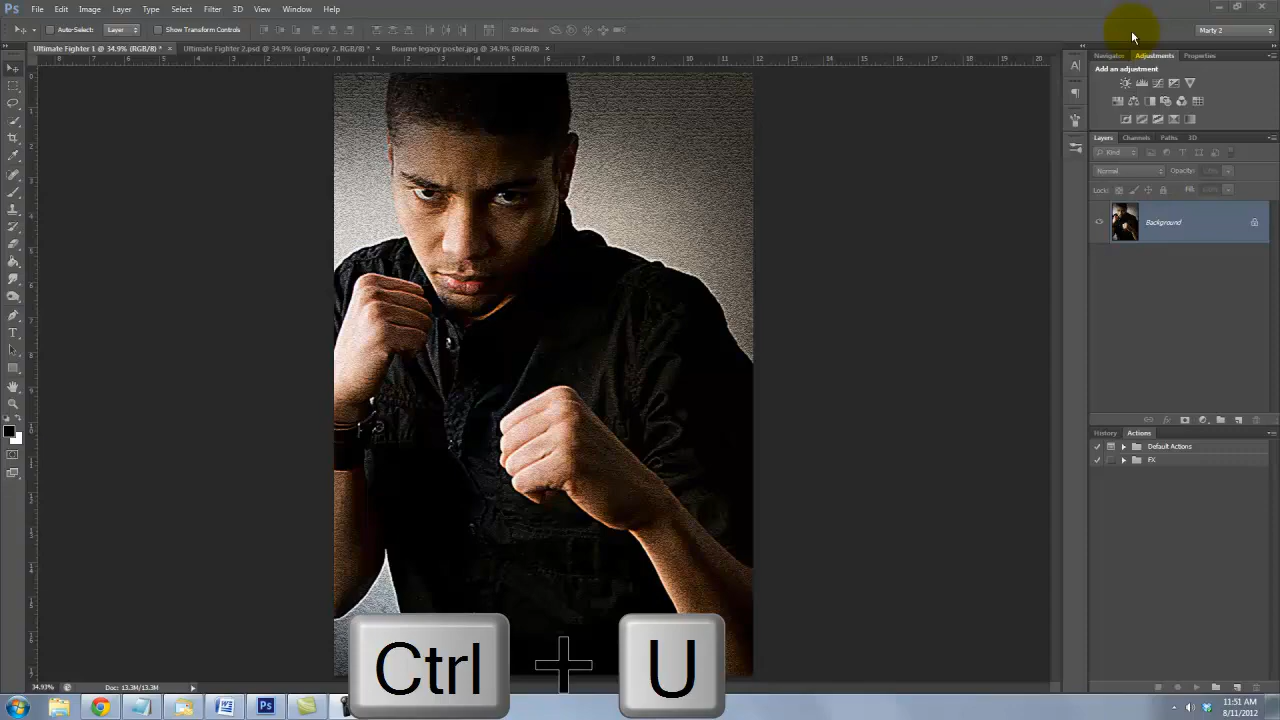 Ps File Edit Image Layer Type Select Filter 3D View Window Help
Auto-Select: Layer Show Transform Controls 3D Mode: Marty 2
Ultimate Fighter 1 @ 34.9% (RGB/8) * × Ultimate Fighter 2.psd @ 34.9% (orig copy 2, RGB/8) * × Bourne legacy poster.jpg @ 34.9% (RGB/8) ×
Navigator Adjustments Properties
Add an adjustment
Layers Channels Paths 3D
Kind
Normal Opacity:
Lock: Fill:
Background
History Actions
Default Actions
FX
Ctrl + U
34.93% Doc: 13.3M/13.3M
11:51 AM
8/11/2012